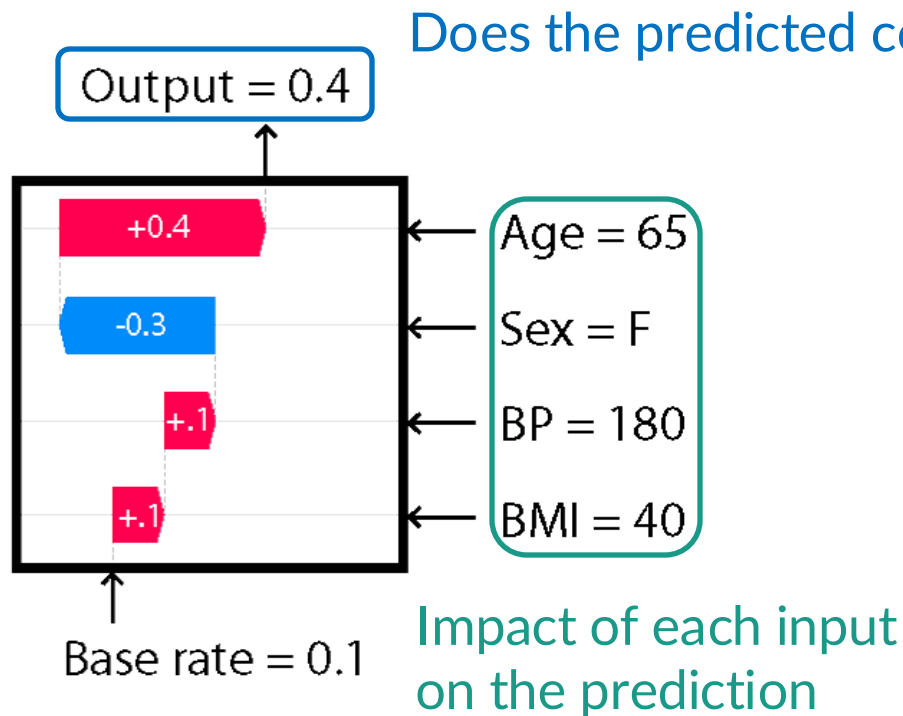 Does the predicted
Output = 0.4
+0.4
Age = 65
-0.3
Sex = F
+.1
BP = 180
+.1
BMI = 40
Base rate = 0.1
Impact of each input
on the prediction